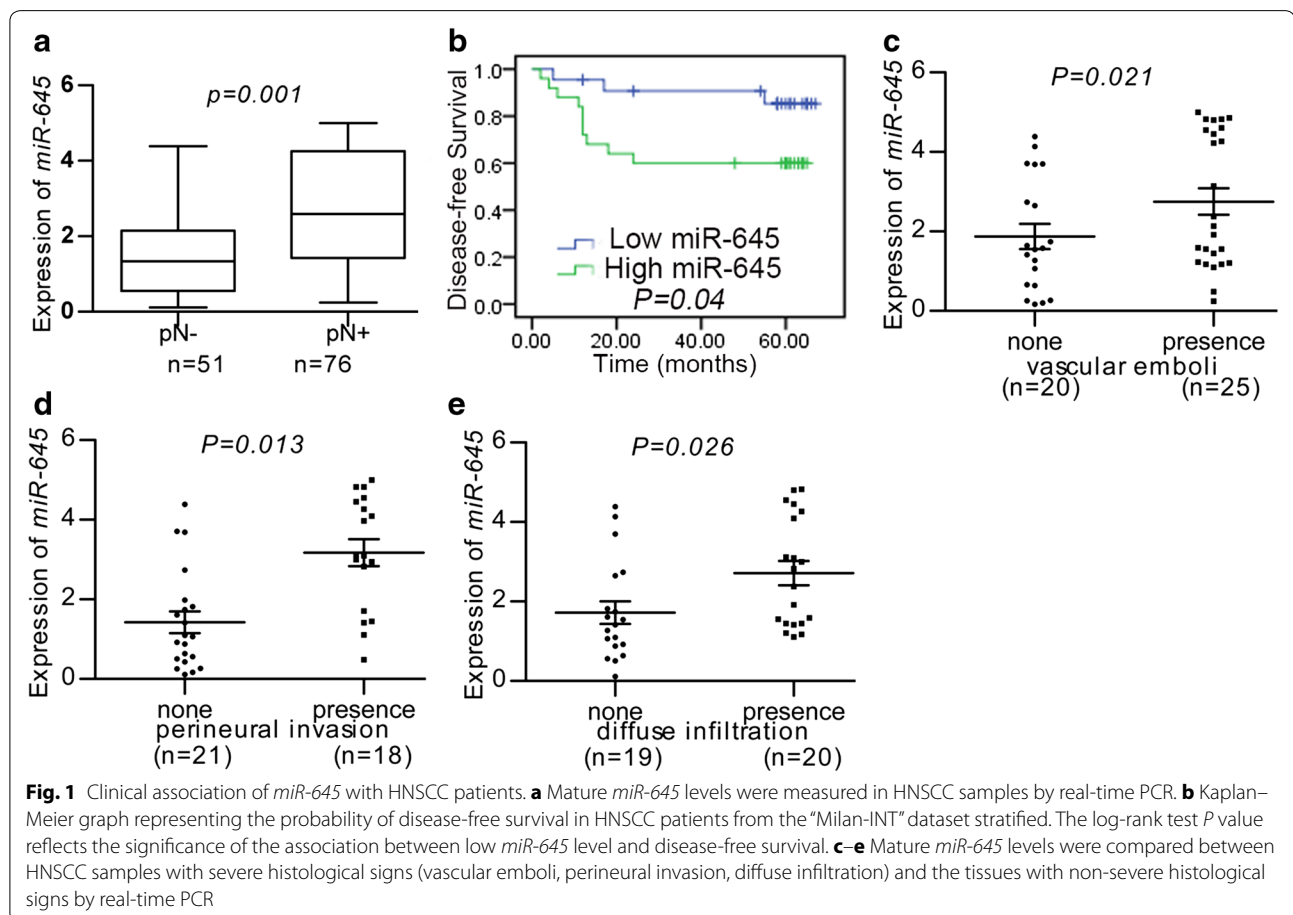 a
p=0.001
Expression of miR-645
6
4
2
0
pN-
pN+
n=51
n=76
b
Disease-free Survival
1.0
0.8
0.6
0.4
0.2
0.0
Low miR-645
High miR-645
P=0.04
0.00
20.00
40.00
60.00
Time (months)
c
P=0.021
Expression of miR-645
6
4
2
0
none
presence
vascular emboli
(n=20)
(n=25)
d
P=0.013
Expression of miR-645
6
4
2
0
none
presence
perineural invasion
(n=21)
(n=18)
e
P=0.026
Expression of miR-645
6
4
2
0
none
presence
diffuse infiltration
(n=19)
(n=20)
Fig. 1 Clinical association of miR-645 with HNSCC patients. a Mature miR-645 levels were measured in HNSCC samples by real-time PCR. b Kaplan–
Meier graph representing the probability of disease-free survival in HNSCC patients from the “Milan-INT” dataset stratified. The log-rank test P value
reflects the significance of the association between low miR-645 level and disease-free survival. c–e Mature miR-645 levels were compared between
HNSCC samples with severe histological signs (vascular emboli, perineural invasion, diffuse infiltration) and the tissues with non-severe histological
signs by real-time PCR